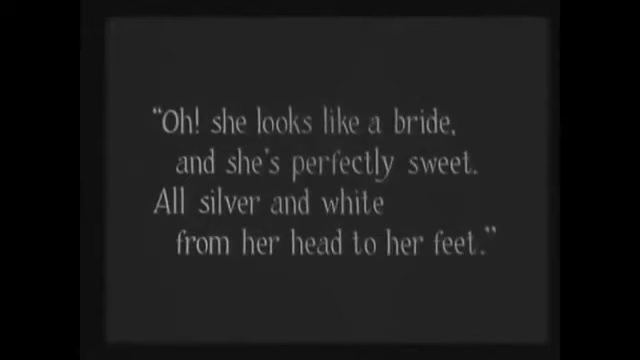 “Oh! she looks like a bride,
and she's perfectly sweet.
All silver and white
from her head to her feet.”